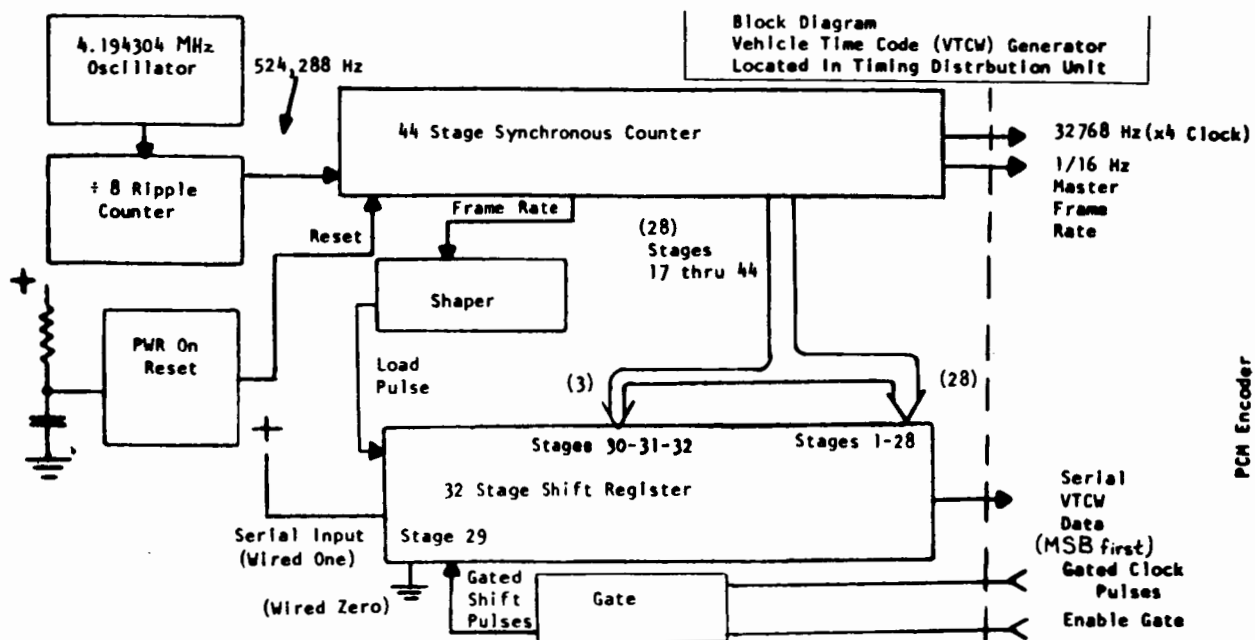 Block Diagram
Vehicle Time Code (VTCW) Generator
Located In Timing Distrbution Unit
4.194304 MHz
Oscillator
524,288 Hz
44 Stage Synchronous Counter
32768 Hz(x4 Clock)
1/16 Hz
Master
Frame
Rate
÷ 8 Ripple
Counter
Frame Rate
Reset
(28)
Stages
17 thru 44
Shaper
PWR On
Reset
Load
Pulse
(3)
(28)
PCM Encoder
Stages 30-31-32
Stages 1-28
32 Stage Shift Register
Serial
VTCW
Data
(MSB first)
Serial Input
(Wired One)
Stage 29
(Wired Zero)
Gated
Shift
Pulses
Gate
Gated Clock
Pulses
Enable Gate